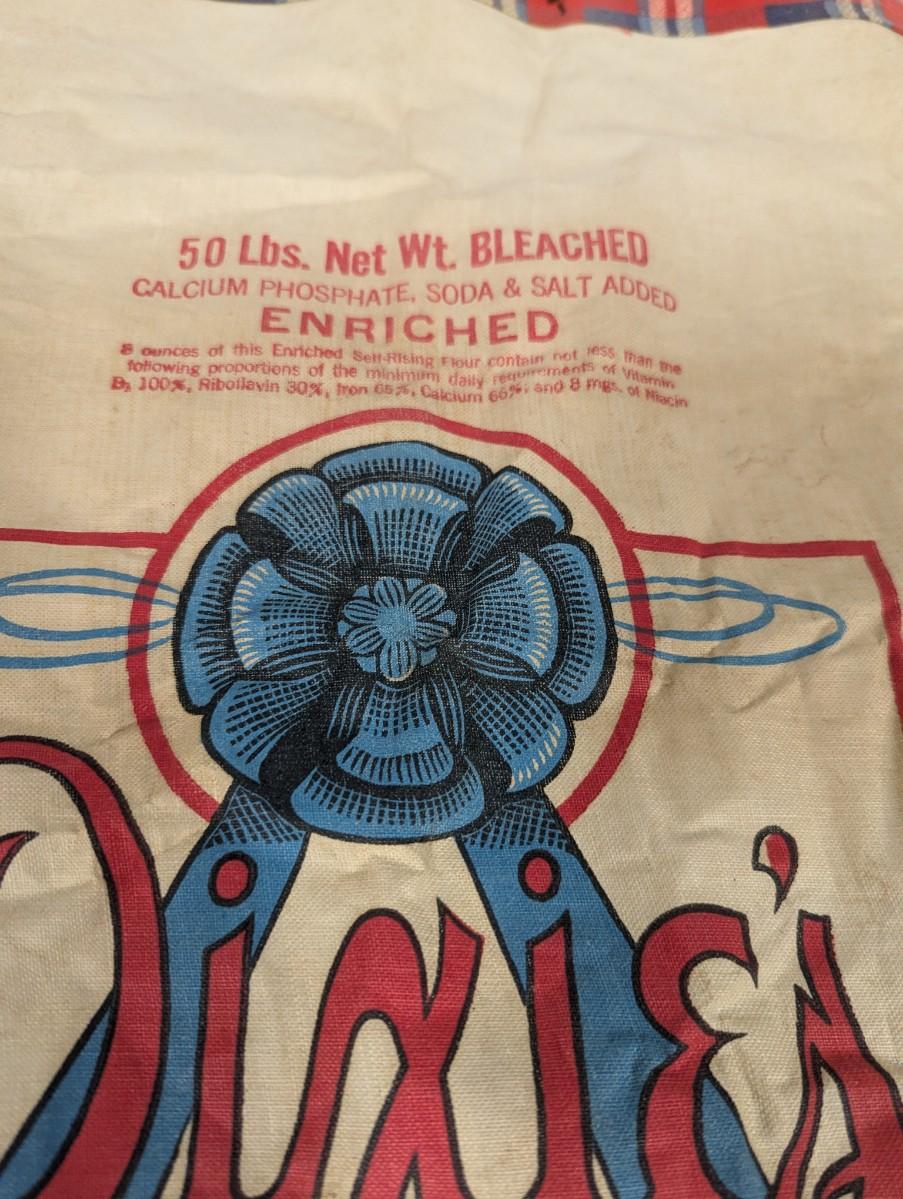 50 Lbs. Net Wt. BLEACHED
CALCIUM PHOSPHATE, SODA & SALT ADDED
ENRICHED
8 ounces of this Enriched Self-Rising Flour contain not less than the
following proportions of the minimum daily requirements of Vitamin
B₁ 100%, Riboflavin 30%, Iron 65%, Calcium 66%; and 8 mgs. of Niacin
Dixie's